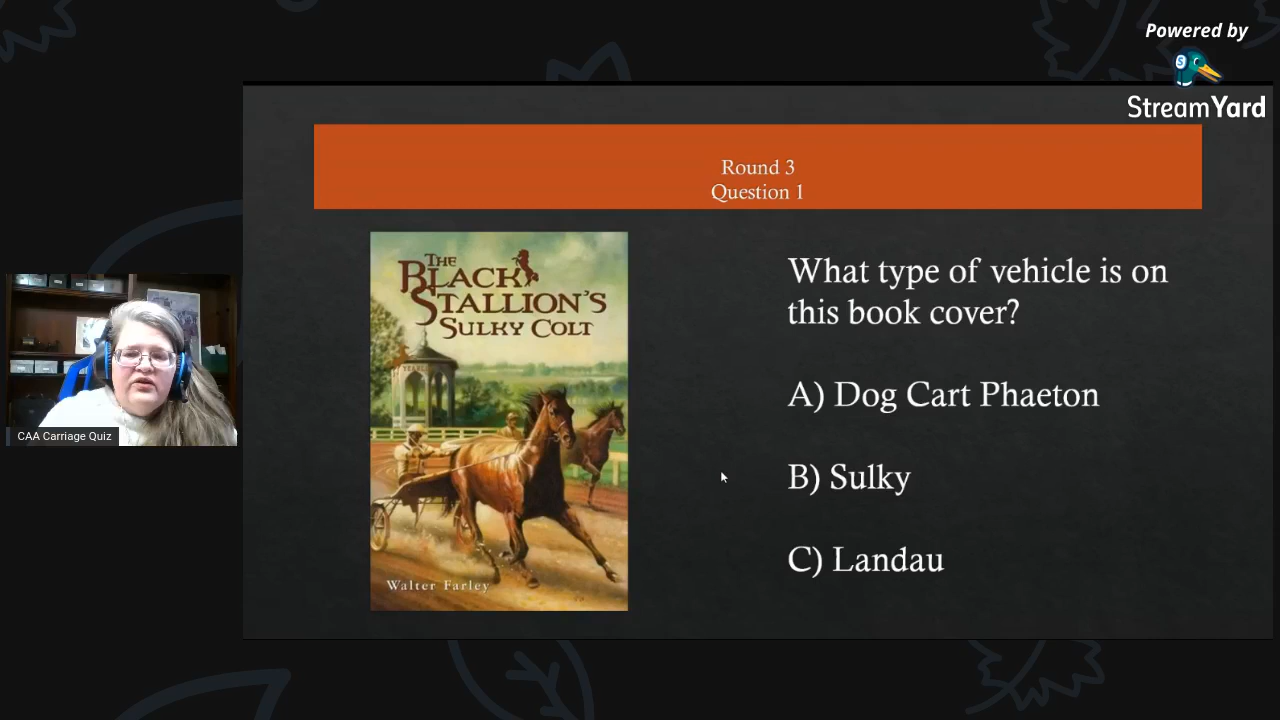 Powered by
StreamYard
Round 3
Question 1
THE
BLACK
STALLION'S
SULKY COLT
Walter Farley
What type of vehicle is on
this book cover?
A) Dog Cart Phaeton
B) Sulky
C) Landau
CAA Carriage Quiz